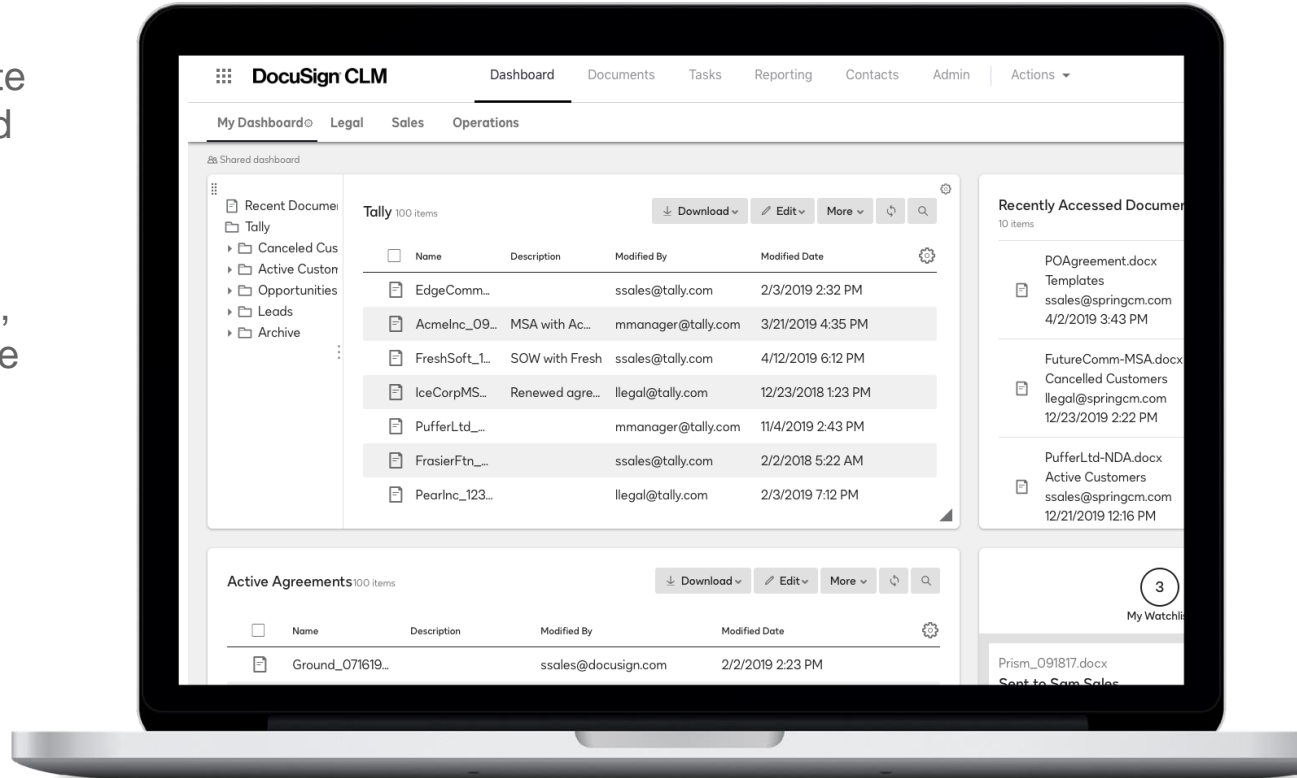 te
d
,
e
DocuSign CLM
Dashboard Documents Tasks Reporting Contacts Admin Actions
My Dashboard Legal Sales Operations
Shared dashboard
Recent Documen
Tally
Canceled Cus
Active Custom
Opportunities
Leads
Archive
Tally 100 items
Download Edit More
Name Description Modified By Modified Date
EdgeComm... ssales@tally.com 2/3/2019 2:32 PM
AcmeInc_09... MSA with Ac... mmanager@tally.com 3/21/2019 4:35 PM
FreshSoft_1... SOW with Fresh ssales@tally.com 4/12/2019 6:12 PM
IceCorpMS... Renewed agre... llegal@tally.com 12/23/2018 1:23 PM
PufferLtd_... mmanager@tally.com 11/4/2019 2:43 PM
FrasierFtn_... ssales@tally.com 2/2/2018 5:22 AM
PearInc_123... llegal@tally.com 2/3/2019 7:12 PM
Recently Accessed Documen
10 items
POAgreement.docx
Templates
ssales@springcm.com
4/2/2019 3:43 PM
FutureComm-MSA.docx
Cancelled Customers
llegal@springcm.com
12/23/2019 2:22 PM
PufferLtd-NDA.docx
Active Customers
ssales@springcm.com
12/21/2019 12:16 PM
Active Agreements 100 items
Download Edit More
Name Description Modified By Modified Date
Ground_071619... ssales@docusign.com 2/2/2019 2:23 PM
3
My Watchlis
Prism_091817.docx
Sent to Sam Sales